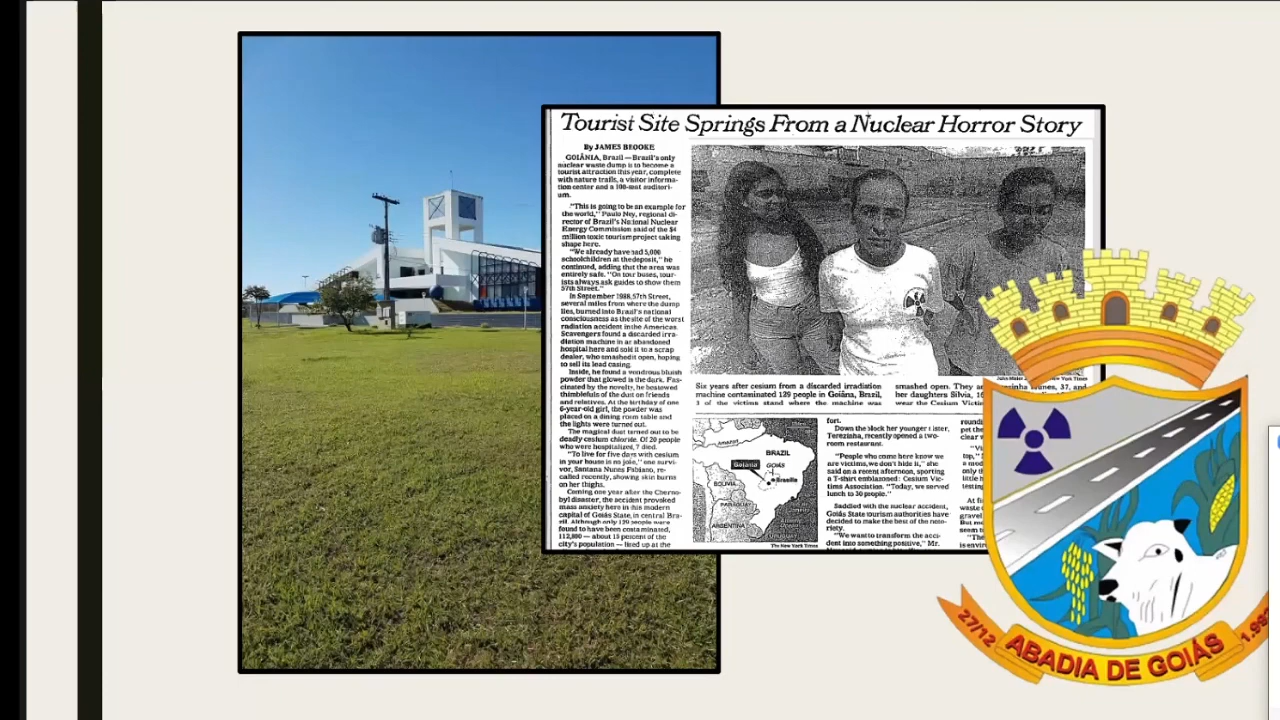 Tourist Site Springs From a Nuclear Horror Story
By JAMES BROOKE
GOIÂNIA, Brazil — Brazil's only
nuclear waste dump is to become a
tourist attraction this year, complete
with nature trails, a visitor informa-
tion center and a 100-seat auditori-
um.
"This is going to be an example for
the world," Paulo Ney, regional di-
rector of Brazil's National Nuclear
Energy Commission said of the $4
million toxic tourism project taking
shape here.
"We already have had 5,000
schoolchildren at the deposit," he
continued, adding that the area was
entirely safe. "On tour buses, tour-
ists always ask guides to show them
57th Street."
In September 1988, 57th Street,
several miles from where the dump
lies, burned into Brazil's national
consciousness as the site of the worst
radiation accident in the Americas.
Scavengers found a discarded irra-
diation machine in an abandoned
hospital here and sold it to a scrap
dealer, who smashed it open, hoping
to sell its lead casing.
Inside, he found a wondrous bluish
powder that glowed in the dark. Fas-
cinated by the novelty, he bestowed
thimblefuls of the dust on friends
and relatives. At the birthday of one
6-year-old girl, the powder was
placed on a dining room table and
the lights were turned out.
The magical dust turned out to be
deadly cesium chloride. Of 20 people
who were hospitalized, 7 died.
"To live for five days with cesium
in your house is no joke," one survi-
vor, Santana Nunes Fabiano, re-
called recently, showing skin burns
on her thighs.
Coming one year after the Cherno-
byl disaster, the accident provoked
mass anxiety here in this modern
capital of Goiás State, in central Bra-
zil. Although only 129 people were
found to have been contaminated,
112,800 — about 15 percent of the
city's population — lined up at the
York Times
Six years after cesium from a discarded irradiation
machine contaminated 129 people in Goiânia, Brazil,
3 of the victims stand where the machine was
smashed open. They ar
Nunes, 37, and
her daughters Silvia, 16
wear the Cesium Victi
BRAZIL
Goiânia
GOIÁS
Brasília
BOLIVIA
PARAGUAY
ARGENTINA
The New York Times
fort.
Down the block her younger sister,
Terezinha, recently opened a two-
room restaurant.
"People who come here know we
are victims, we don't hide it," she
said on a recent afternoon, sporting
a T-shirt emblazoned: Cesium Vic-
tims Association. "Today, we served
lunch to 30 people."
Saddled with the nuclear accident,
Goiás State tourism authorities have
decided to make the best of the noto-
riety.
"We want to transform the acci-
dent into something positive," Mr.
27/12 ABADIA DE GOIÁS 1.99